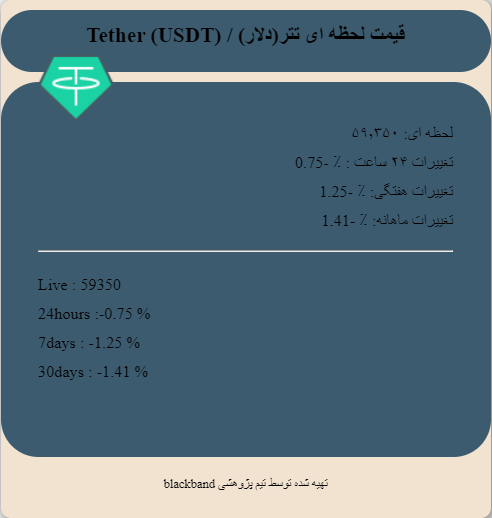 قیمت لحظه ای تتر(دلار) / Tether (USDT)
لحظه ای: ۵۹,۳۵۰
تغییرات ۲۴ ساعت : ٪ -0.75
تغییرات هفتگی: ٪ -1.25
تغییرات ماهانه: ٪ -1.41
Live : 59350
24hours :-0.75 %
7days : -1.25 %
30days : -1.41 %
تهیه شده توسط تیم پژوهشی blackband